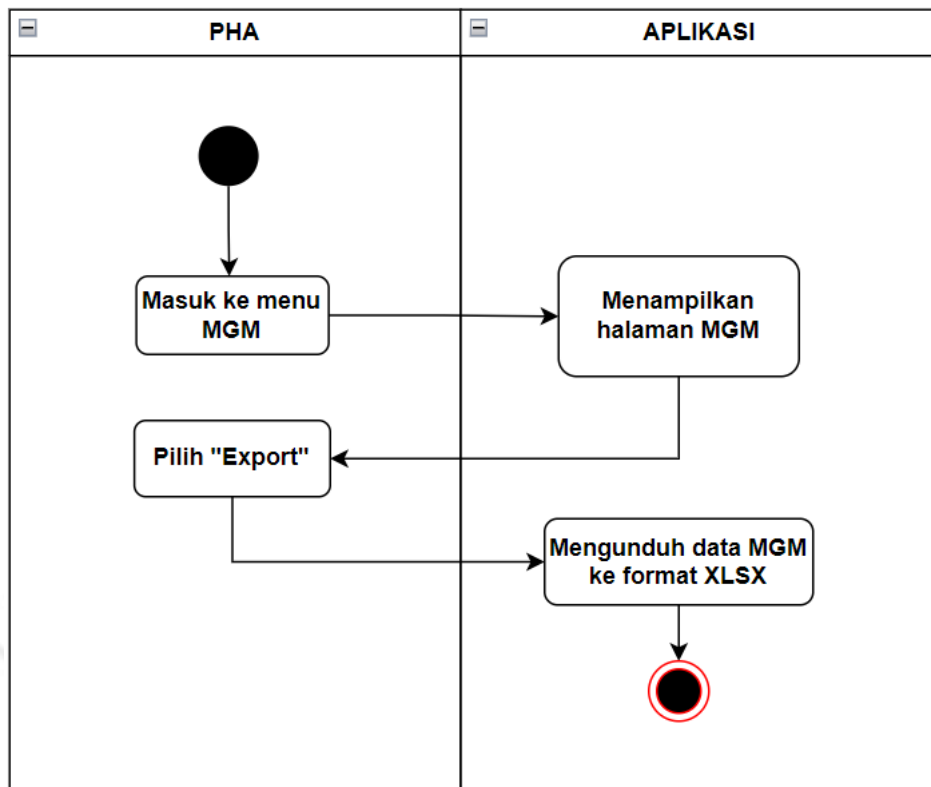 PHA
APLIKASI
Masuk ke menu
MGM
Menampilkan
halaman MGM
Pilih "Export"
Mengunduh data MGM
ke format XLSX